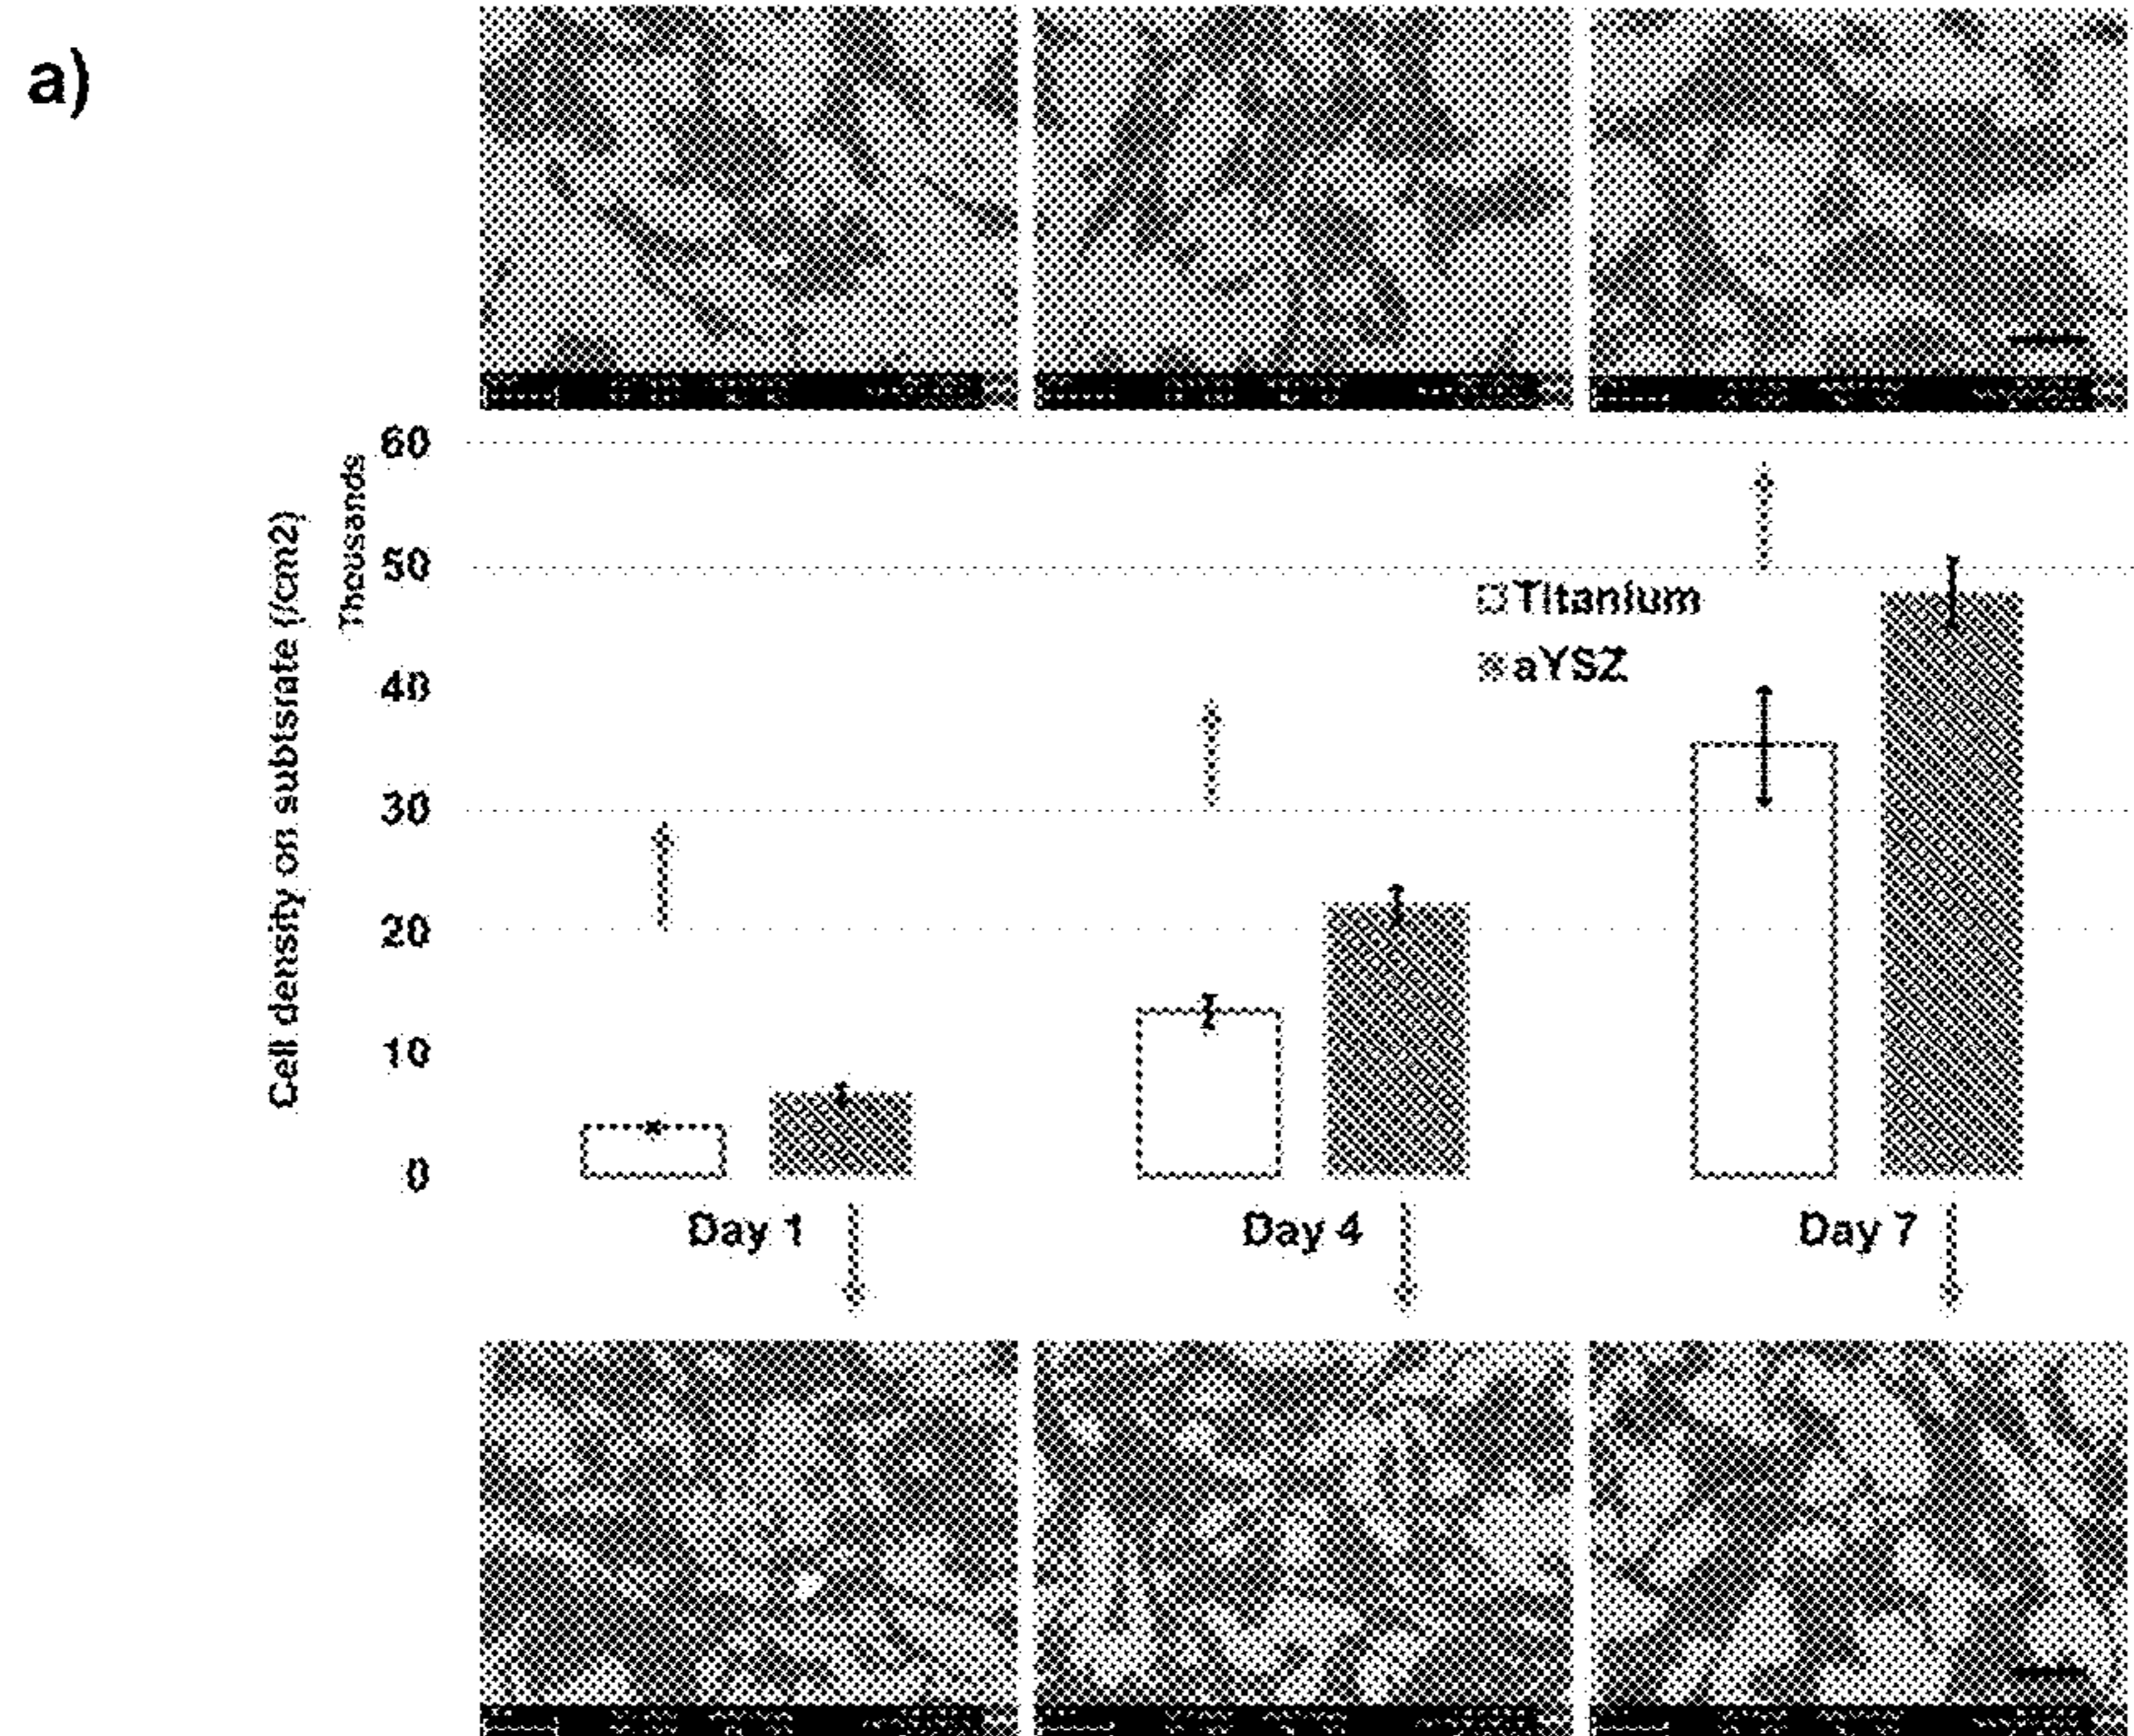 a)
60
50
40
30
20
10
0
Cell density on subtsrate (/cm2)
Thousands
Titanium
aYSZ
Day 1
Day 4
Day 7